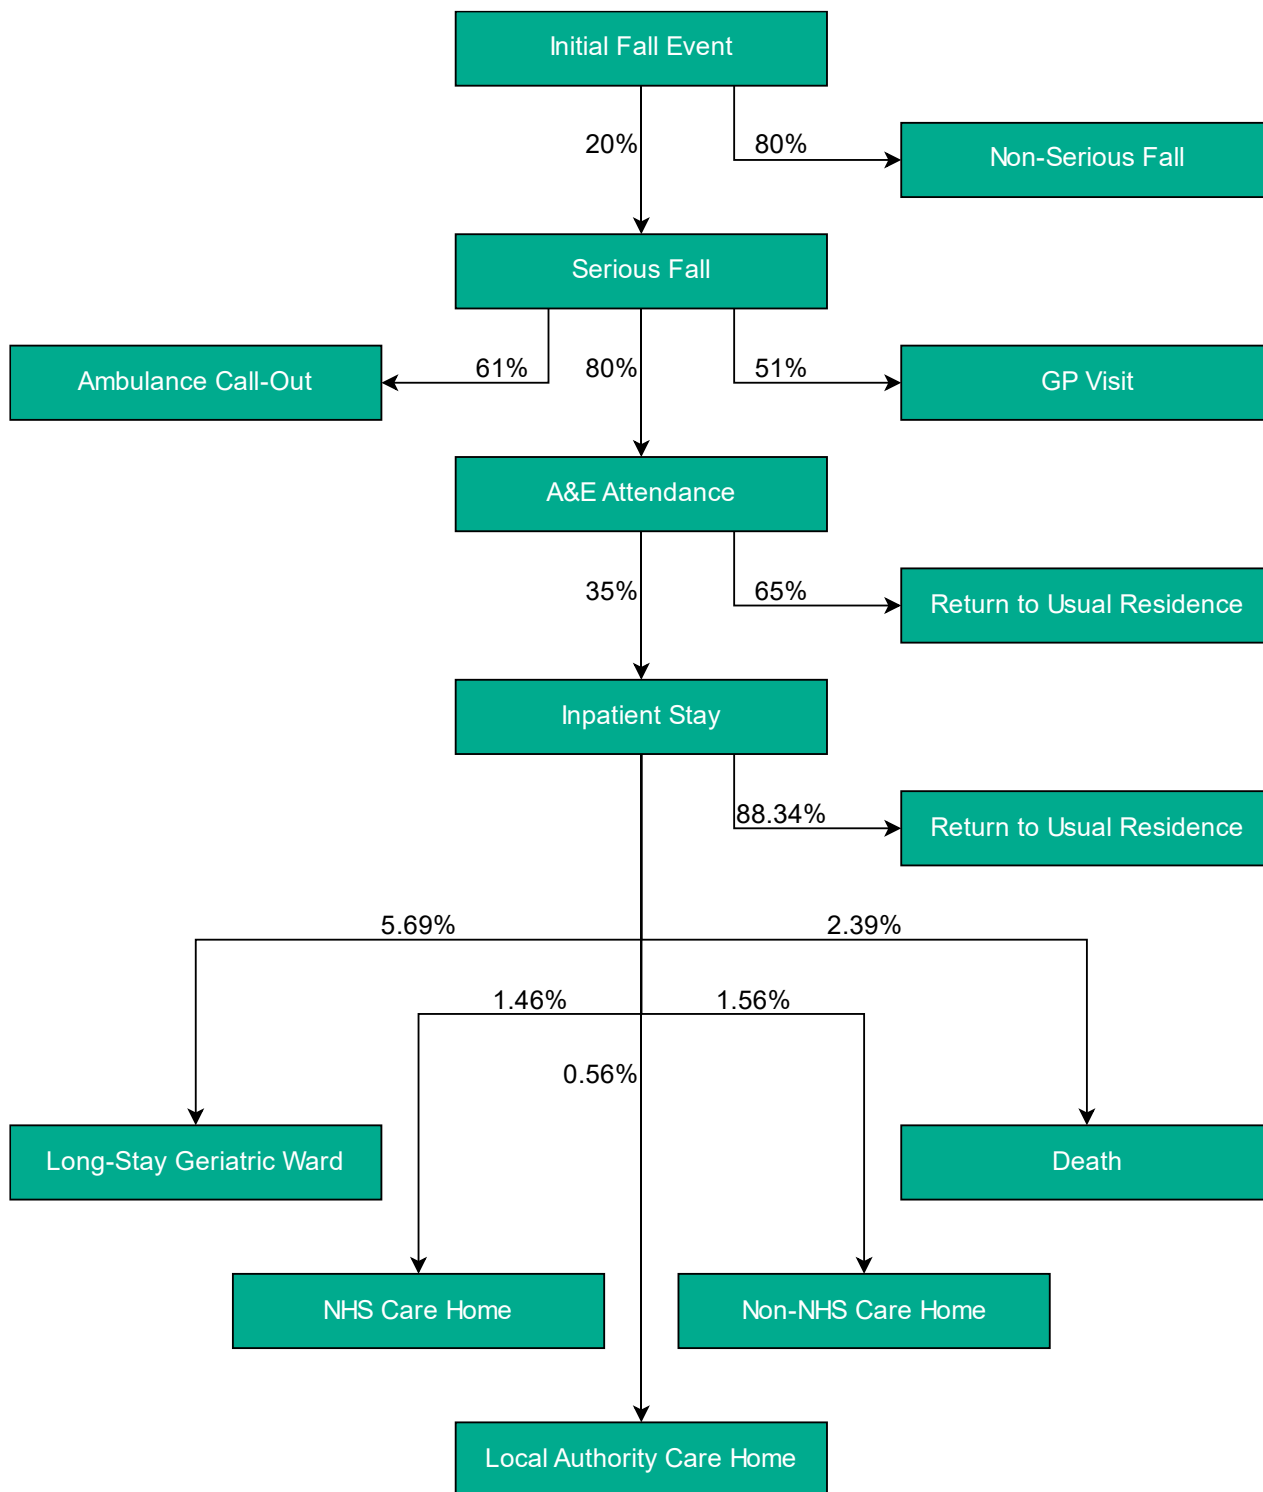 Initial Fall Event
20%
80%
Non-Serious Fall
Serious Fall
61%
80%
51%
Ambulance Call-Out
GP Visit
A&E Attendance
35%
65%
Return to Usual Residence
Inpatient Stay
88.34%
Return to Usual Residence
5.69%
2.39%
1.46%
1.56%
0.56%
Long-Stay Geriatric Ward
Death
NHS Care Home
Non-NHS Care Home
Local Authority Care Home